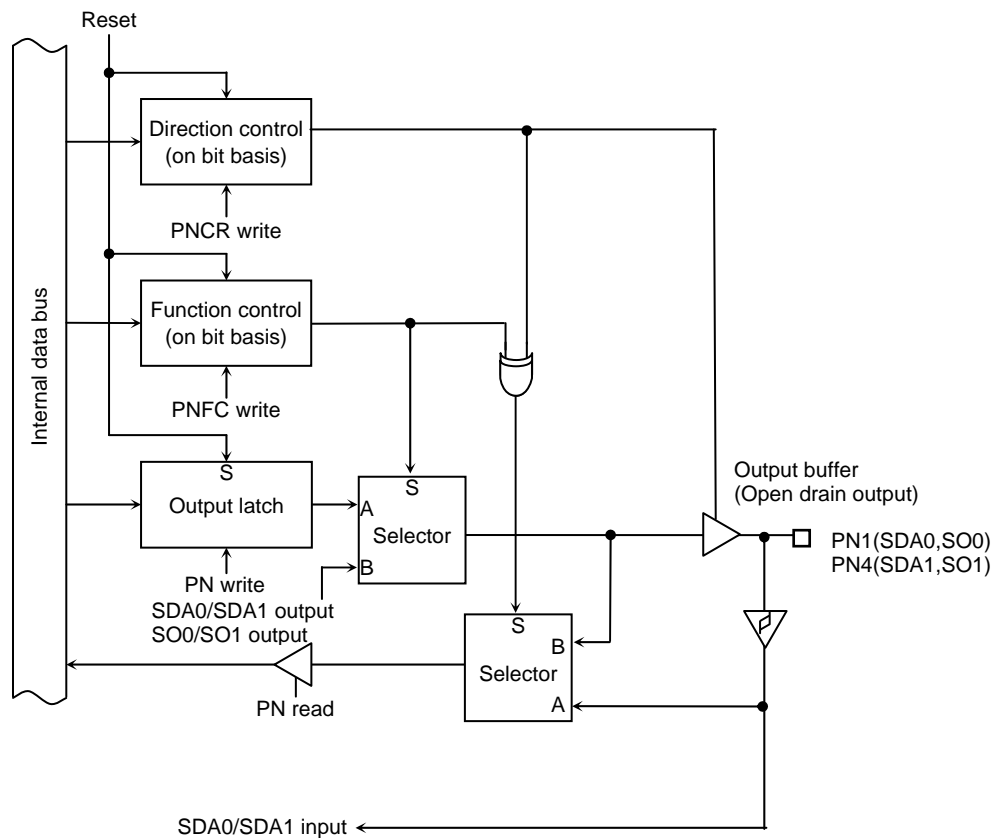 Reset
Direction control
(on bit basis)
PNCR write
Internal data bus
Function control
(on bit basis)
PNFC write
S
Output latch
PN write
SDA0/SDA1 output
SO0/SO1 output
S
A
Selector
B
Output buffer
(Open drain output)
PN1(SDA0,SO0)
PN4(SDA1,SO1)
S
B
Selector
A
PN read
SDA0/SDA1 input